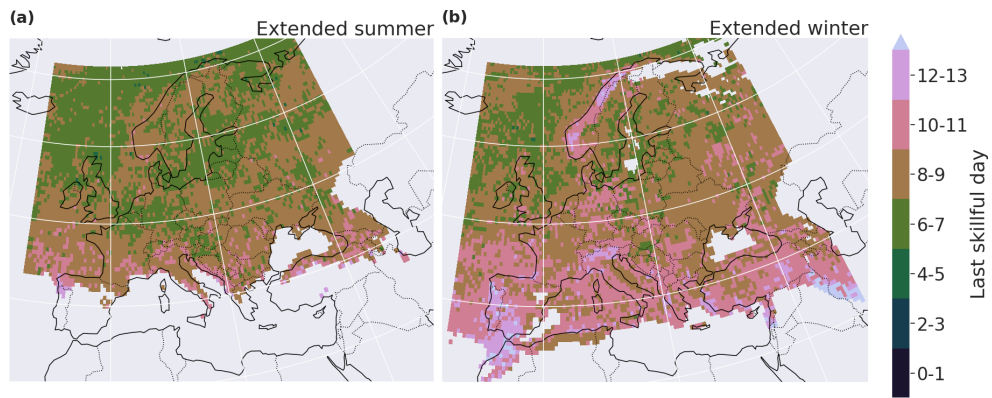 (a)
Extended summer
(b)
Extended winter
12-13
10-11
8-9
6-7
4-5
2-3
0-1
Last skillful day